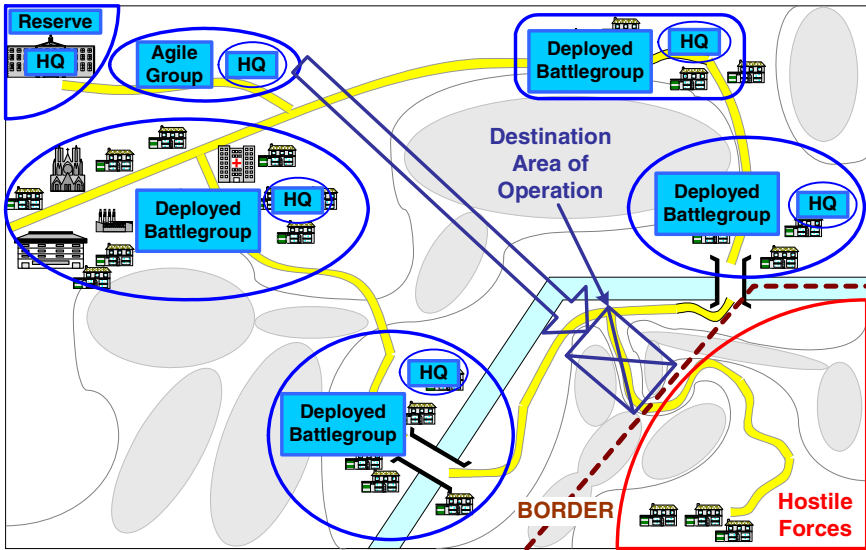 Reserve
HQ
Agile
Group
HQ
Deployed
Battlegroup
HQ
Destination
Area of
Operation
Deployed
Battlegroup
HQ
Deployed
Battlegroup
HQ
Deployed
Battlegroup
HQ
BORDER
Hostile
Forces